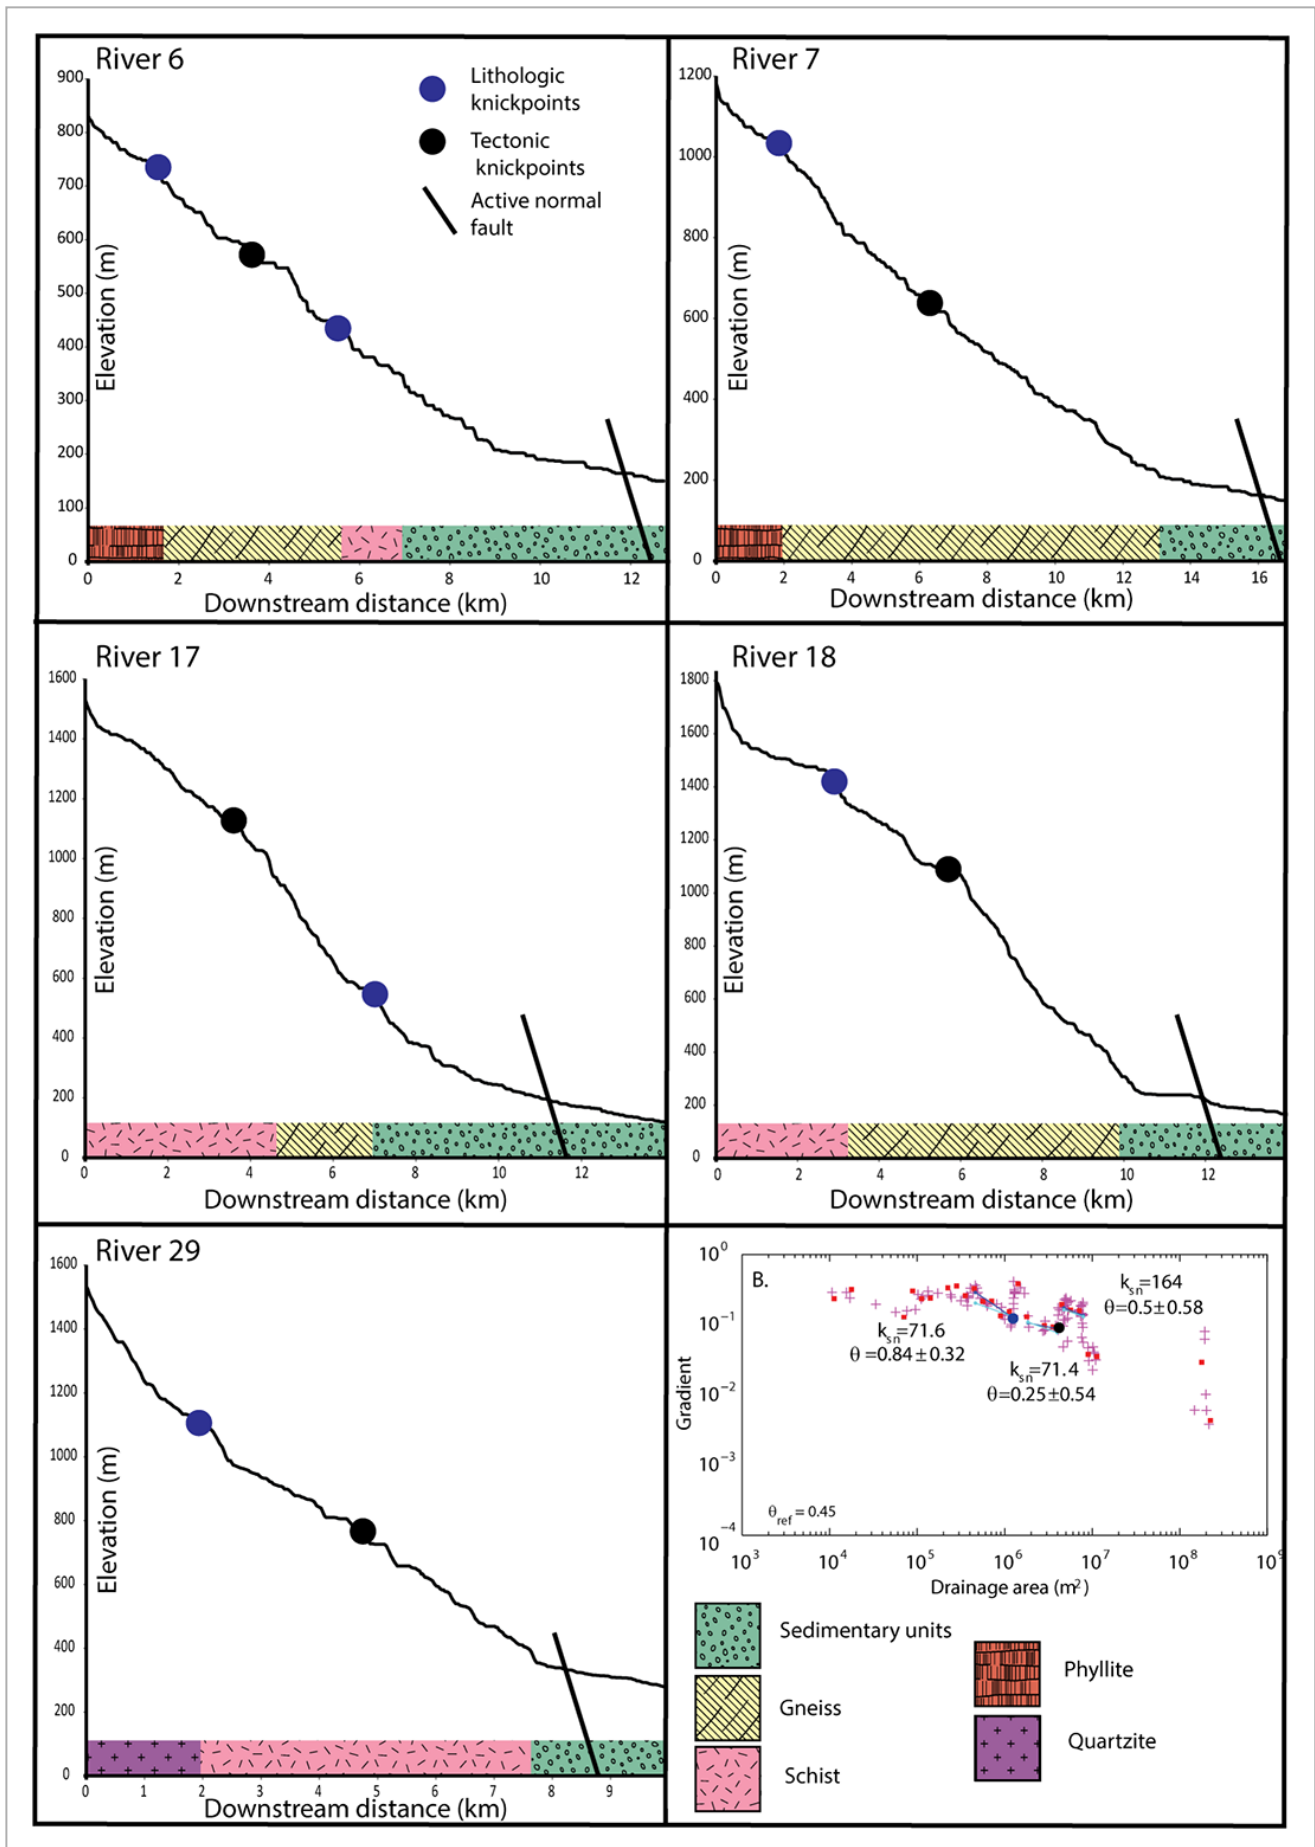 River 6
900
800
700
600
500
400
300
200
100
0
Elevation (m)
0 2 4 6 8 10 12
Downstream distance (km)
Lithologic
knickpoints
Tectonic
knickpoints
Active normal
fault
River 7
1200
1000
800
600
400
200
0
Elevation (m)
0 2 4 6 8 10 12 14 16
Downstream distance (km)
River 17
1600
1400
1200
1000
800
600
400
200
0
Elevation (m)
0 2 4 6 8 10 12
Downstream distance (km)
River 18
1800
1600
1400
1200
1000
800
600
400
200
0
Elevation (m)
0 2 4 6 8 10 12
Downstream distance (km)
River 29
1600
1400
1200
1000
800
600
400
200
0
Elevation (m)
0 1 2 3 4 5 6 7 8 9
Downstream distance (km)
B.
10⁰
10⁻¹
10⁻²
10⁻³
10⁻⁴
Gradient
kₛₙ=164
θ=0.5±0.58
kₛₙ=71.6
θ=0.84±0.32
kₛₙ=71.4
θ=0.25±0.54
θref = 0.45
10³ 10⁴ 10⁵ 10⁶ 10⁷ 10⁸ 10⁹
Drainage area (m²)
Sedimentary units
Gneiss
Schist
Phyllite
Quartzite